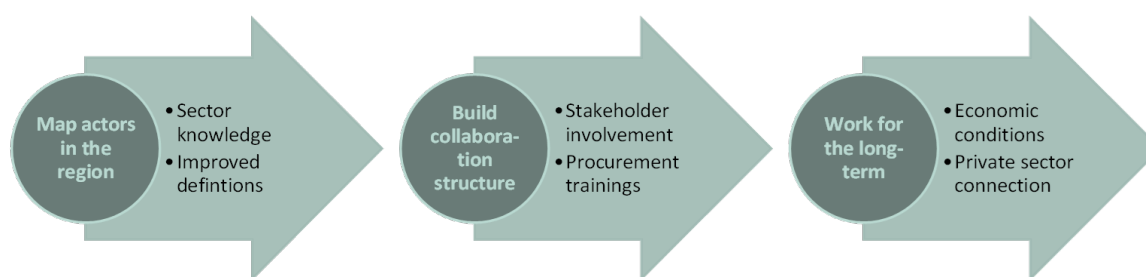 Map actors
in the
region
• Sector
knowledge
• Improved
defintions
Build
collabora-
tion
structure
• Stakeholder
involvement
• Procurement
trainings
Work for
the long-
term
• Economic
conditions
• Private sector
connection